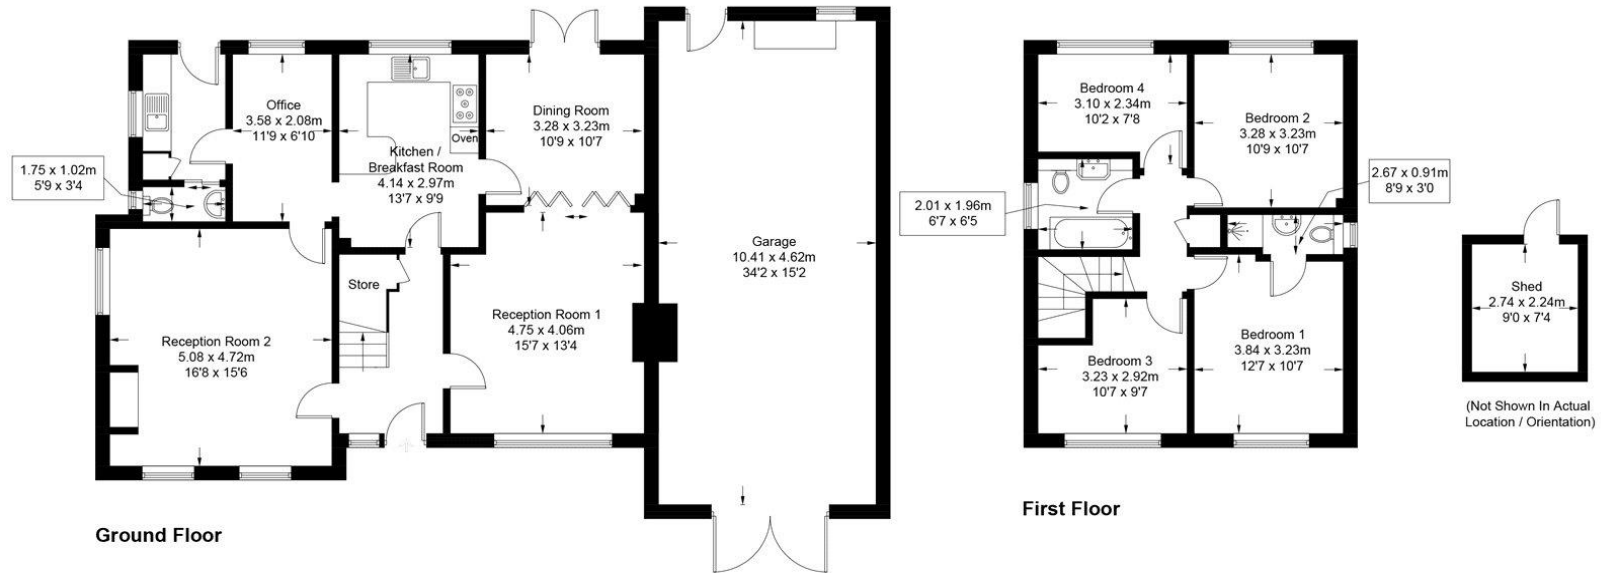 Office
3.58 x 2.08m
11'9 x 6'10
Dining Room
3.28 x 3.23m
10'9 x 10'7
Oven
Kitchen /
Breakfast Room
4.14 x 2.97m
13'7 x 9'9
1.75 x 1.02m
5'9 x 3'4
Garage
10.41 x 4.62m
34'2 x 15'2
Store
Reception Room 1
4.75 x 4.06m
15'7 x 13'4
Reception Room 2
5.08 x 4.72m
16'8 x 15'6
Ground Floor
Bedroom 4
3.10 x 2.34m
10'2 x 7'8
Bedroom 2
3.28 x 3.23m
10'9 x 10'7
2.67 x 0.91m
8'9 x 3'0
2.01 x 1.96m
6'7 x 6'5
Bedroom 1
3.84 x 3.23m
12'7 x 10'7
Bedroom 3
3.23 x 2.92m
10'7 x 9'7
First Floor
Shed
2.74 x 2.24m
9'0 x 7'4
(Not Shown In Actual
Location / Orientation)